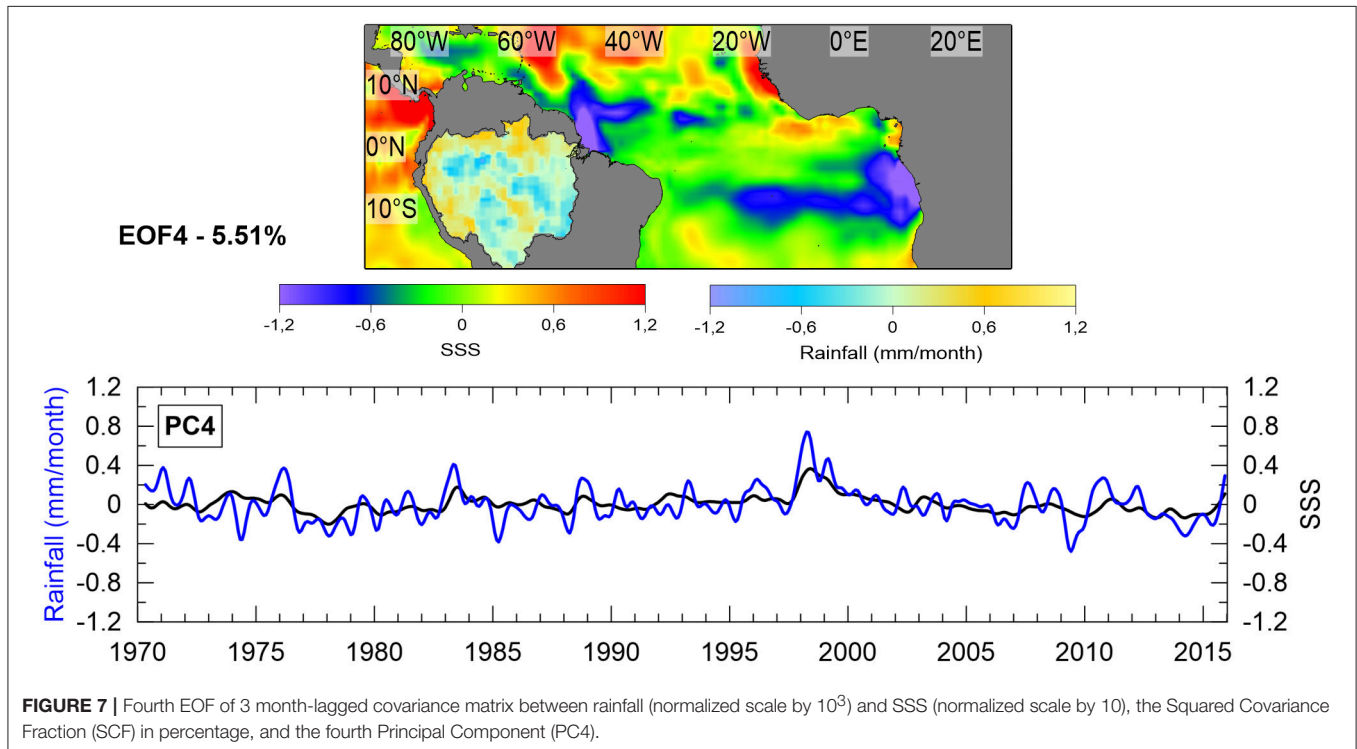 80°W 60°W 40°W 20°W 0°E 20°E
10°N
0°N
10°S
EOF4 - 5.51%
-1,2 -0,6 0 0,6 1,2
SSS
-1,2 -0,6 0 0,6 1,2
Rainfall (mm/month)
PC4
Rainfall (mm/month)
1.2 0.8 0.4 0 -0.4 -0.8 -1.2
1.2 0.8 0.4 0 -0.4 -0.8 -1.2
SSS
1970 1975 1980 1985 1990 1995 2000 2005 2010 2015
FIGURE 7 | Fourth EOF of 3 month-lagged covariance matrix between rainfall (normalized scale by 10³) and SSS (normalized scale by 10), the Squared Covariance
Fraction (SCF) in percentage, and the fourth Principal Component (PC4).